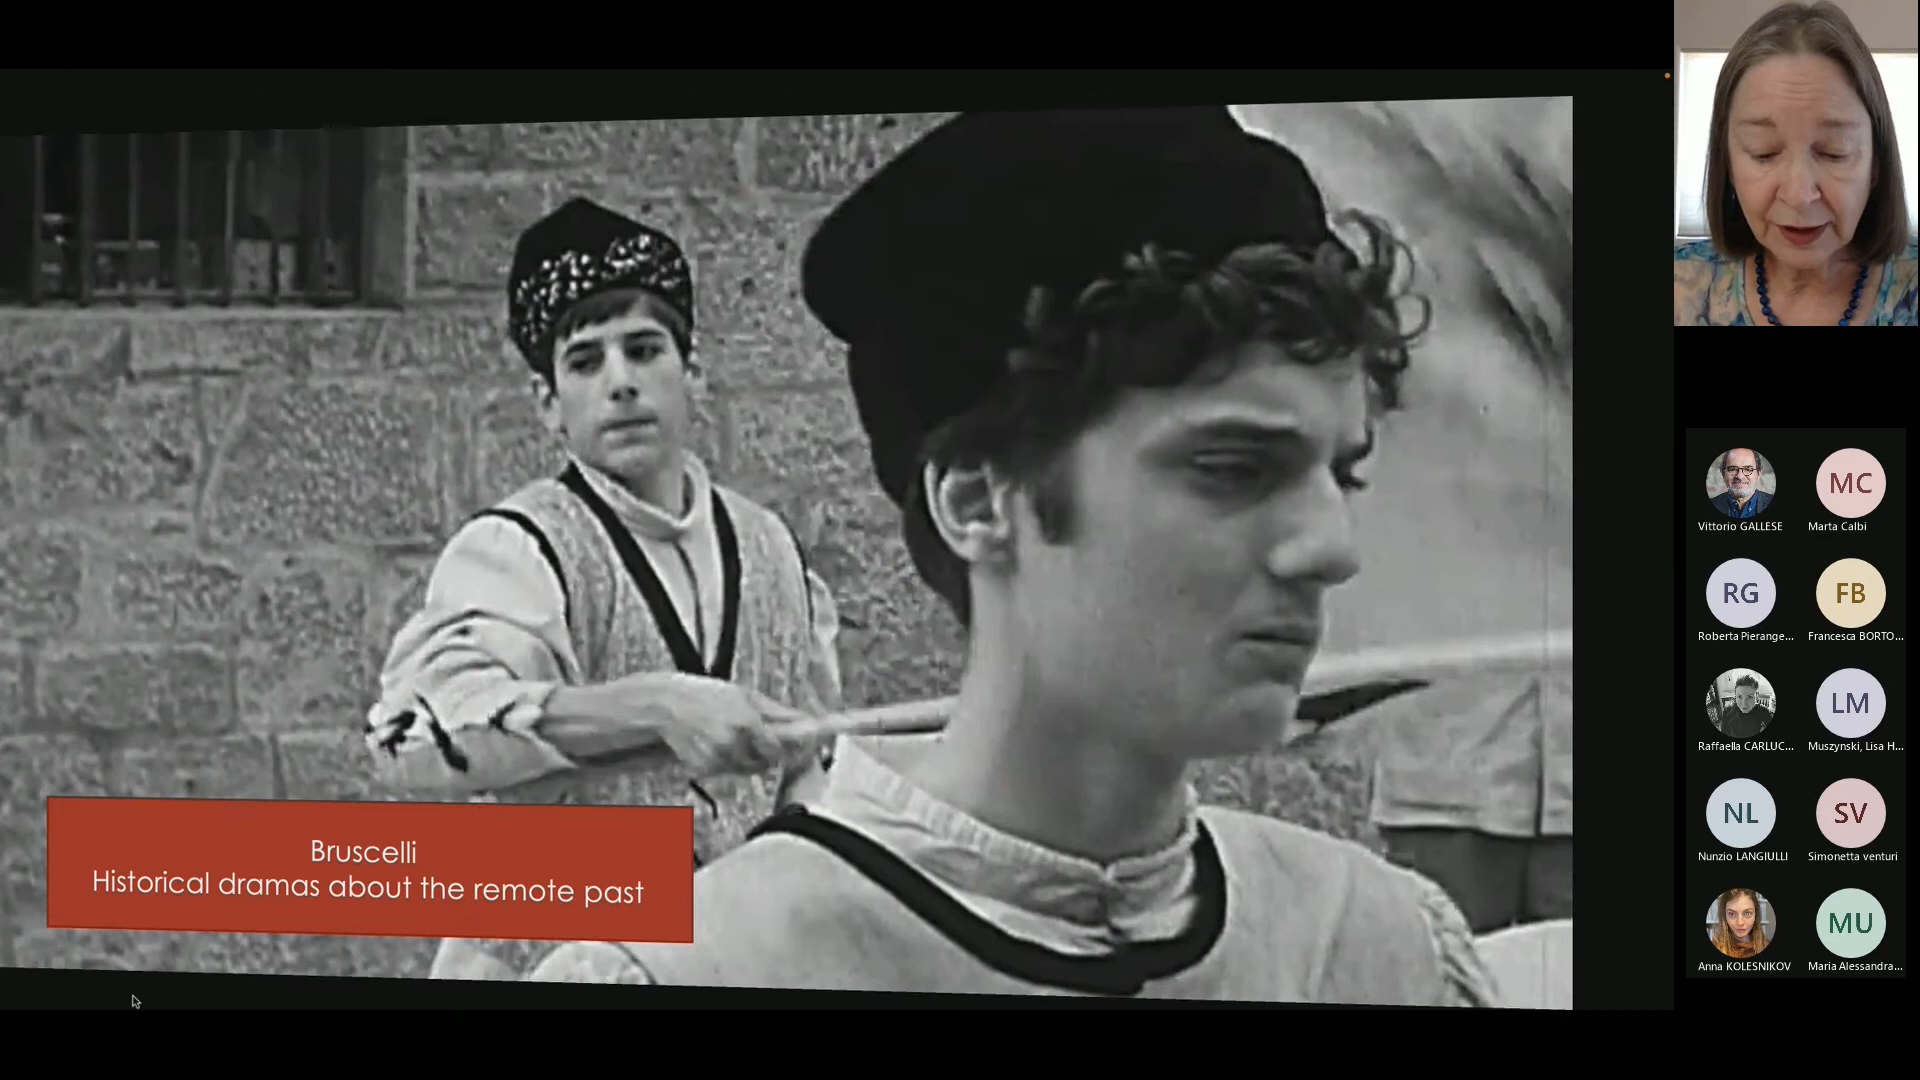 Bruscelli
Historical dramas about the remote past
Vittorio GALLESE
MC
Marta Calbi
RG
Roberta Pierange...
FB
Francesca BORTO...
Raffaella CARLUC...
LM
Muszynski, Lisa H...
NL
Nunzio LANGIULLI
SV
Simonetta venturi
Anna KOLESNIKOV
MU
Maria Alessandra...